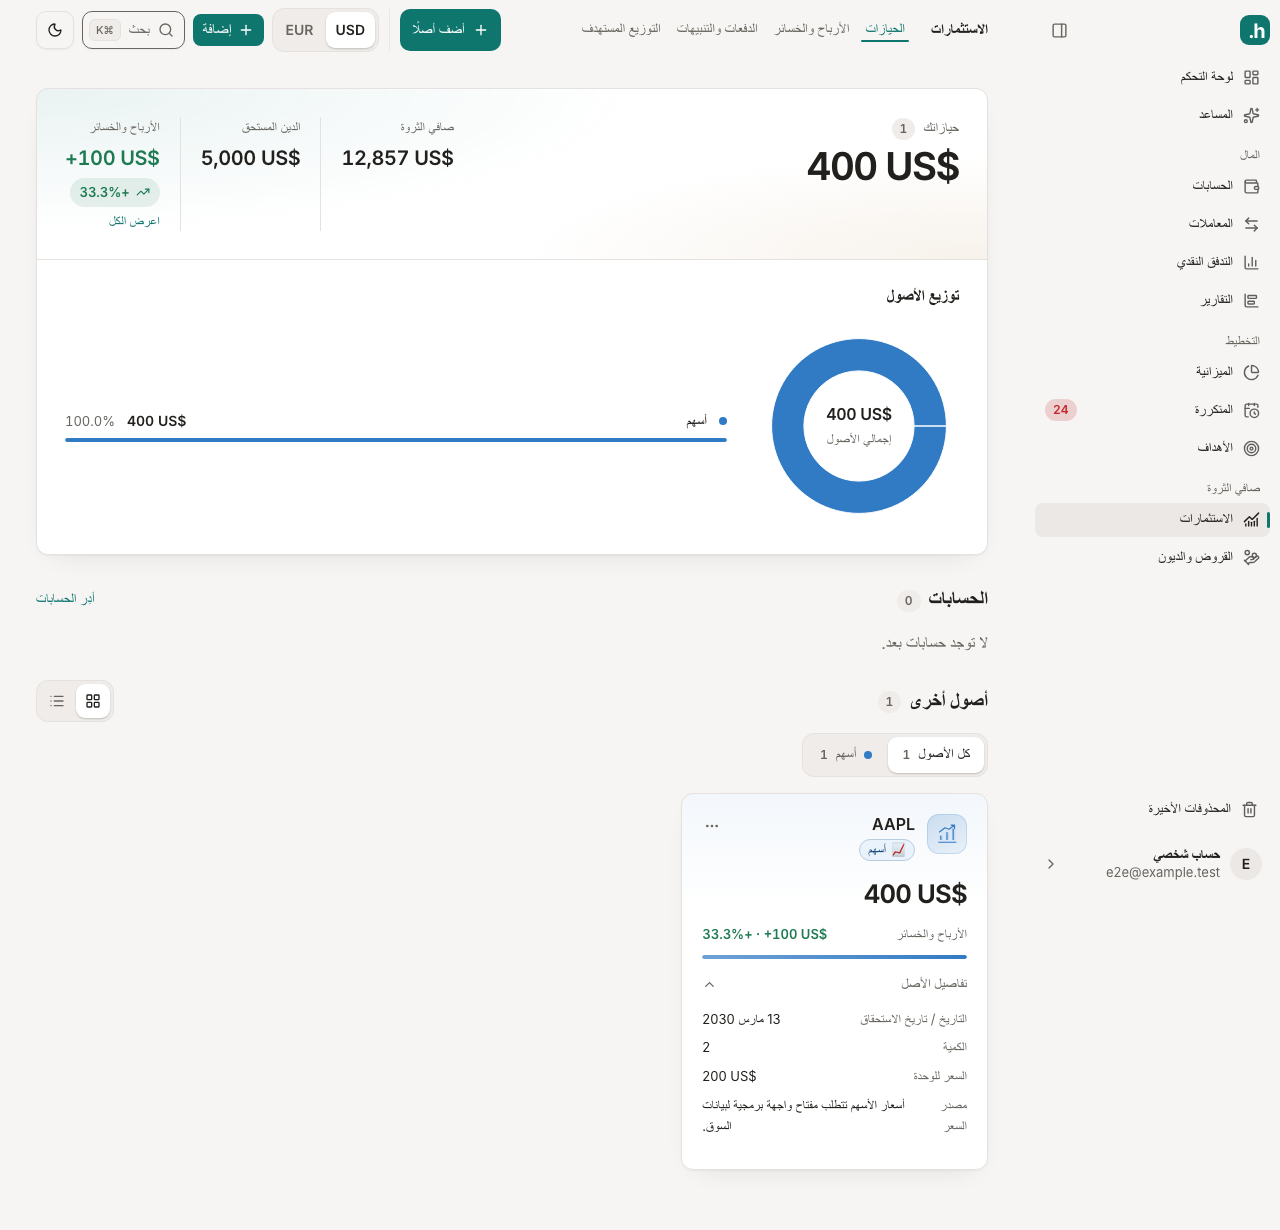 .h
لوحة التحكم
المساعد
المال
الحسابات
المعاملات
التدفق النقدي
التقارير
التخطيط
الميزانية
المتكررة 24
الأهداف
صافي الثروة
الاستثمارات
القروض والديون
المحذوفات الأخيرة
E
حساب شخصي
e2e@example.test
الاستثمارات
الحيازات
الأرباح والخسائر
الدفعات والتنبيهات
التوزيع المستهدف
أضف أصلًا
USD EUR
إضافة
بحث ⌘K
حيازاتك 1
400 US$
صافي الثروة
12,857 US$
الدين المستحق
5,000 US$
الأرباح والخسائر
+100 US$
33.3%+
اعرض الكل
توزيع الأصول
400 US$
إجمالي الأصول
أسهم 400 US$ 100.0%
الحسابات 0
أدِر الحسابات
لا توجد حسابات بعد.
أصول أخرى 1
كل الأصول 1
أسهم 1
AAPL
أسهم
400 US$
الأرباح والخسائر 33.3%+ · +100 US$
تفاصيل الأصل
التاريخ / تاريخ الاستحقاق 13 مارس 2030
الكمية 2
السعر للوحدة 200 US$
مصدر السعر أسعار الأسهم تتطلب مفتاح واجهة برمجية لبيانات
السوق.